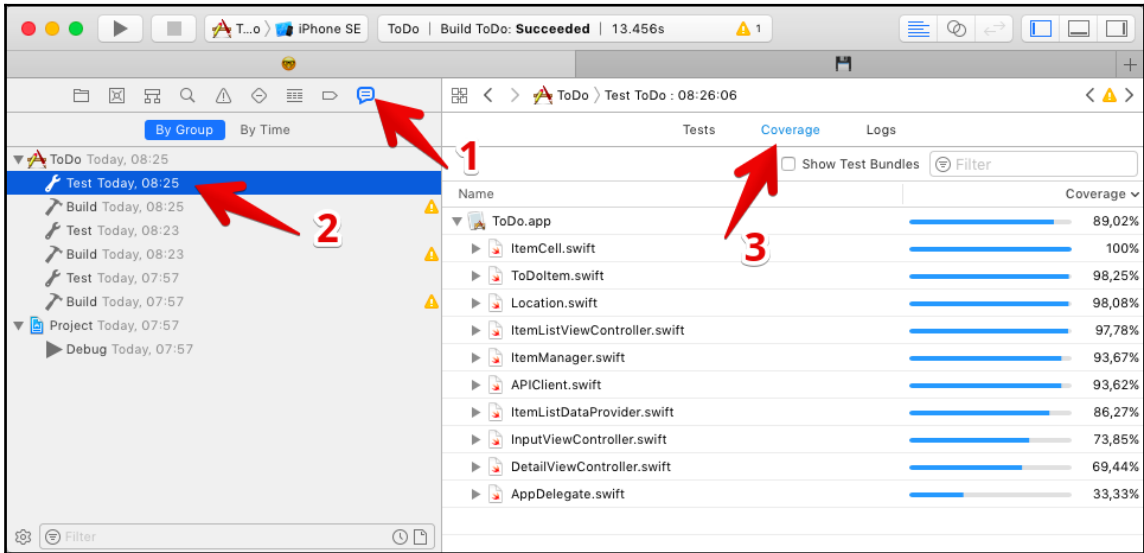 T...o 〉 iPhone SE ToDo | Build ToDo: Succeeded | 13.456s 1
ToDo 〉 Test ToDo : 08:26:06
By Group By Time
Tests Coverage Logs
1
ToDo Today, 08:25
Show Test Bundles Filter
Test Today, 08:25
Name Coverage
Build Today, 08:25
2
3
ToDo.app 89,02%
Test Today, 08:23
ItemCell.swift 100%
Build Today, 08:23
ToDoItem.swift 98,25%
Test Today, 07:57
Location.swift 98,08%
Build Today, 07:57
ItemListViewController.swift 97,78%
Project Today, 07:57
ItemManager.swift 93,67%
Debug Today, 07:57
APIClient.swift 93,62%
ItemListDataProvider.swift 86,27%
InputViewController.swift 73,85%
DetailViewController.swift 69,44%
AppDelegate.swift 33,33%
Filter